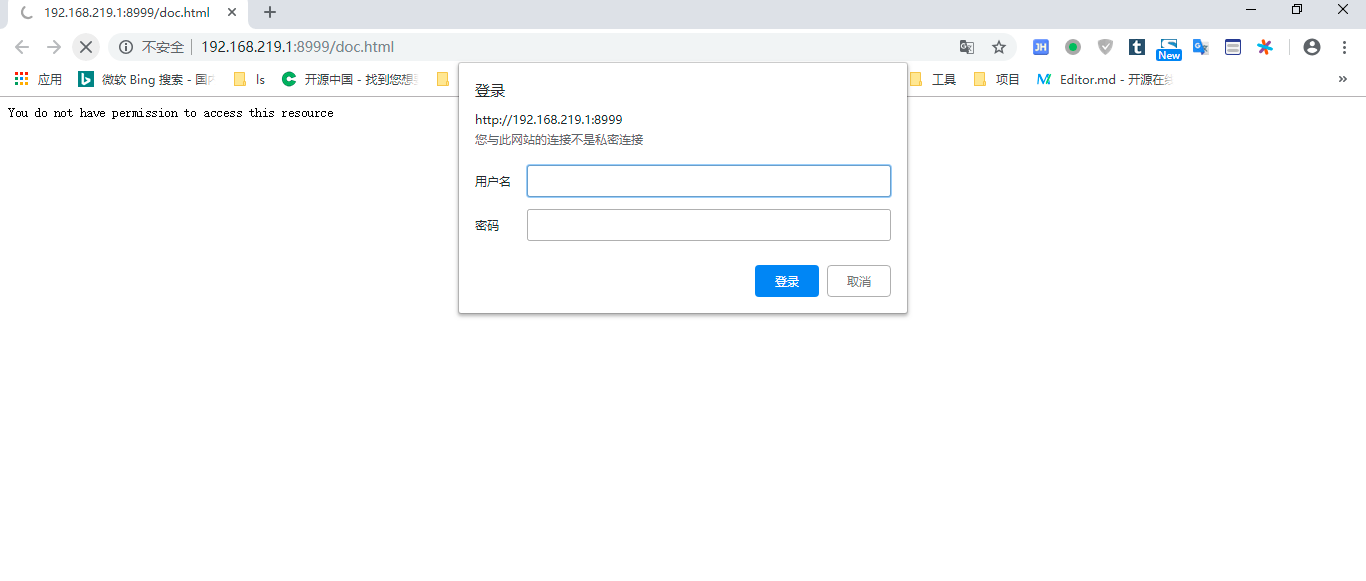 192.168.219.1:8999/doc.html
不安全 192.168.219.1:8999/doc.html
JH
t
New
应用
微软 Bing 搜索 - 国
ls
开源中国 - 找到您想
工具
项目
Editor.md - 开源在
»
You do not have permission to access this resource
登录
http://192.168.219.1:8999
您与此网站的连接不是私密连接
用户名
密码
登录 取消